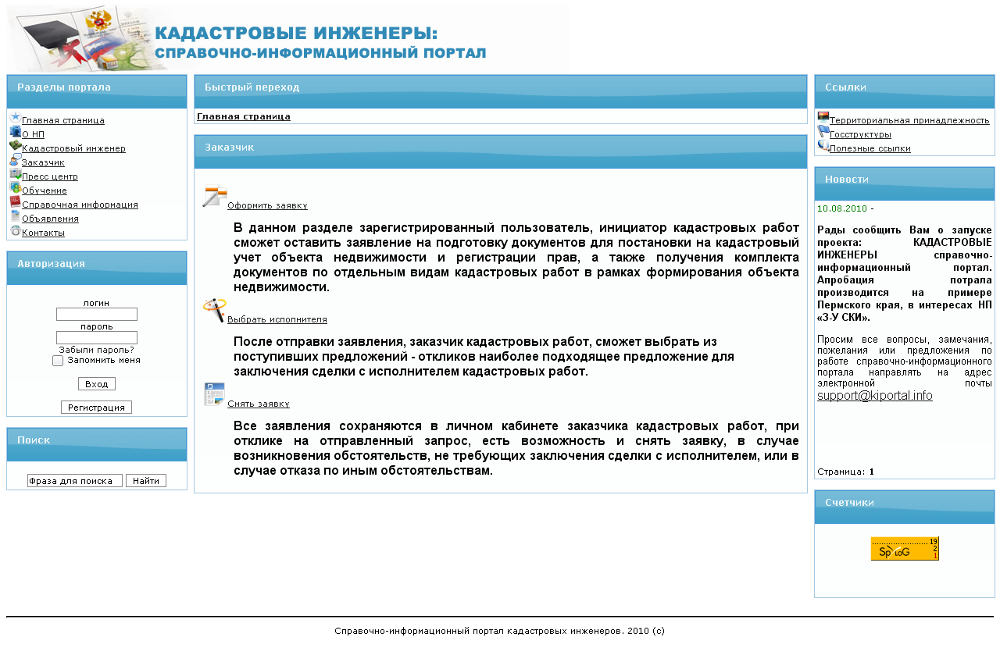 КАДАСТРОВЫЕ ИНЖЕНЕРЫ:
СПРАВОЧНО-ИНФОРМАЦИОННЫЙ ПОРТАЛ
Разделы портала
Главная страница
О НП
Кадастровый инженер
Заказчик
Пресс центр
Обучение
Справочная информация
Объявления
Контакты
Авторизация
логин
пароль
Забыли пароль?
Запомнить меня
Вход
Регистрация
Поиск
Фраза для поиска Найти
Быстрый переход
Главная страница
Заказчик
Оформить заявку
В данном разделе зарегистрированный пользователь, инициатор кадастровых работ
сможет оставить заявление на подготовку документов для постановки на кадастровый
учет объекта недвижимости и регистрации прав, а также получения комплекта
документов по отдельным видам кадастровых работ в рамках формирования объекта
недвижимости.
Выбрать исполнителя
После отправки заявления, заказчик кадастровых работ, сможет выбрать из
поступивших предложений - откликов наиболее подходящее предложение для
заключения сделки с исполнителем кадастровых работ.
Снять заявку
Все заявления сохраняются в личном кабинете заказчика кадастровых работ, при
отклике на отправленный запрос, есть возможность и снять заявку, в случае
возникновения обстоятельств, не требующих заключения сделки с исполнителем, или в
случае отказа по иным обстоятельствам.
Ссылки
Территориальная принадлежность
Госструктуры
Полезные ссылки
Новости
10.08.2010 -
Рады сообщить Вам о запуске
проекта: КАДАСТРОВЫЕ
ИНЖЕНЕРЫ справочно-
информационный портал.
Апробация потрала
производится на примере
Пермского края, в интересах НП
«З-У СКИ».
Просим все вопросы, замечания,
пожелания или предложения по
работе справочно-информационного
портала направлять на адрес
электронной почты
support@kiportal.info
Страница: 1
Счетчики
19
2
SpyLOG 1
Справочно-информационный портал кадастровых инженеров. 2010 (c)